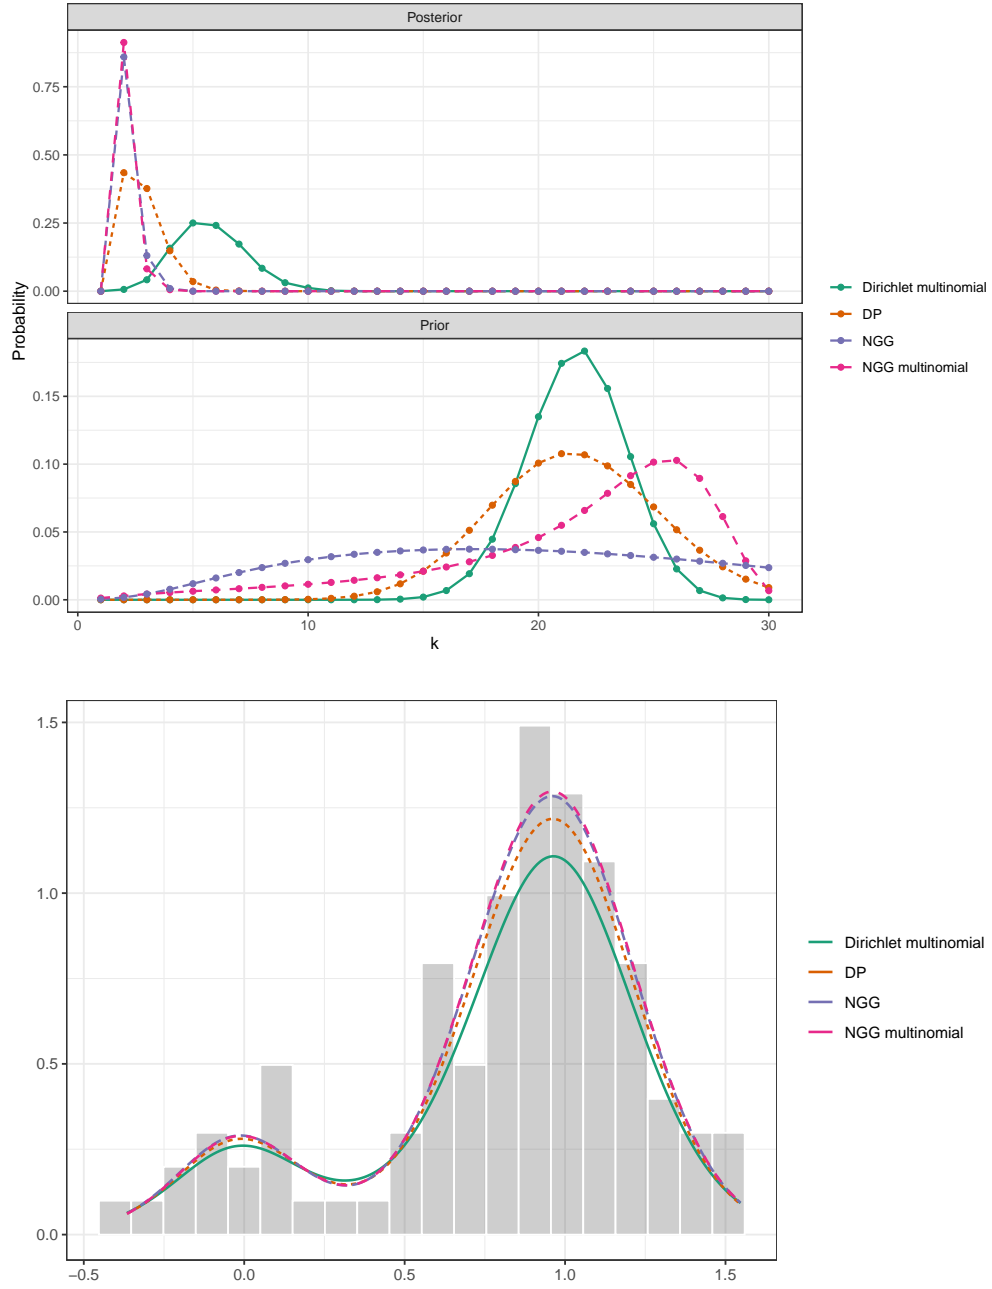 Posterior
0.75
0.50
0.25
0.00
Probability
Prior
0.15
0.10
0.05
0.00
0 10 20 30
k
Dirichlet multinomial
DP
NGG
NGG multinomial
1.5
1.0
0.5
0.0
−0.5 0.0 0.5 1.0 1.5
Dirichlet multinomial
DP
NGG
NGG multinomial